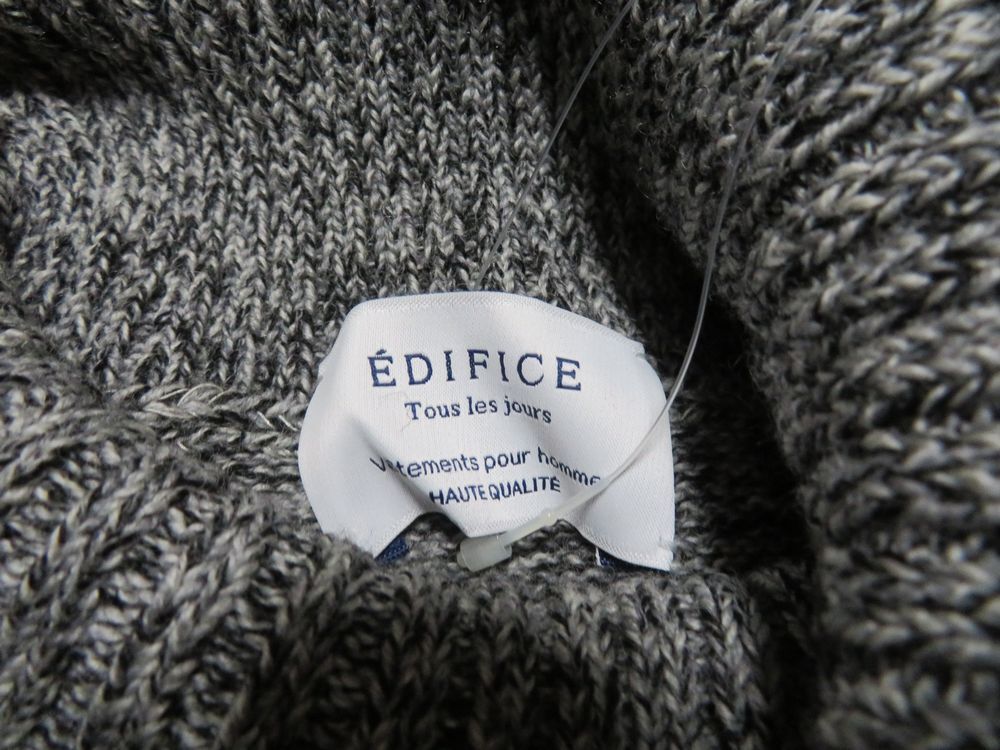 ÉDIFICE
Tous les jours
Vêtements pour homme
HAUTE QUALITÉ